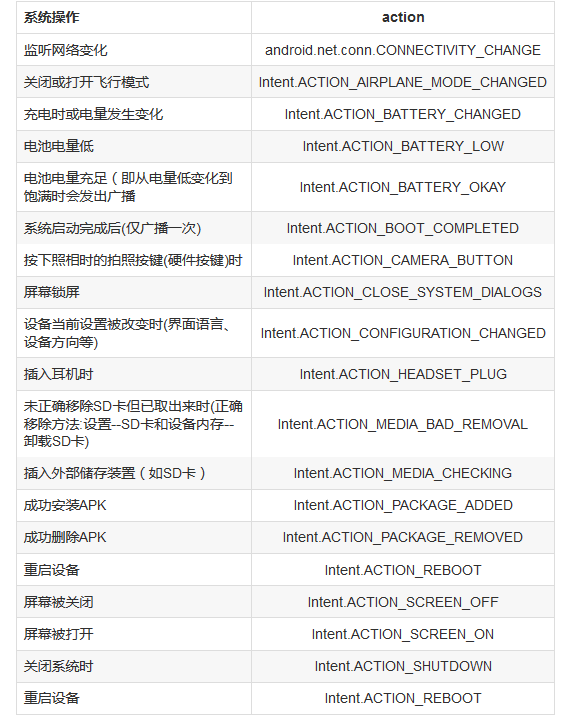 系统操作 action
监听网络变化 android.net.conn.CONNECTIVITY_CHANGE
关闭或打开飞行模式 Intent.ACTION_AIRPLANE_MODE_CHANGED
充电时或电量发生变化 Intent.ACTION_BATTERY_CHANGED
电池电量低 Intent.ACTION_BATTERY_LOW
电池电量充足（即从电量低变化到
饱满时会发出广播 Intent.ACTION_BATTERY_OKAY
系统启动完成后(仅广播一次) Intent.ACTION_BOOT_COMPLETED
按下照相时的拍照按键(硬件按键)时 Intent.ACTION_CAMERA_BUTTON
屏幕锁屏 Intent.ACTION_CLOSE_SYSTEM_DIALOGS
设备当前设置被改变时(界面语言、
设备方向等) Intent.ACTION_CONFIGURATION_CHANGED
插入耳机时 Intent.ACTION_HEADSET_PLUG
未正确移除SD卡但已取出来时(正确
移除方法:设置--SD卡和设备内存--
卸载SD卡) Intent.ACTION_MEDIA_BAD_REMOVAL
插入外部储存装置（如SD卡） Intent.ACTION_MEDIA_CHECKING
成功安装APK Intent.ACTION_PACKAGE_ADDED
成功删除APK Intent.ACTION_PACKAGE_REMOVED
重启设备 Intent.ACTION_REBOOT
屏幕被关闭 Intent.ACTION_SCREEN_OFF
屏幕被打开 Intent.ACTION_SCREEN_ON
关闭系统时 Intent.ACTION_SHUTDOWN
重启设备 Intent.ACTION_REBOOT